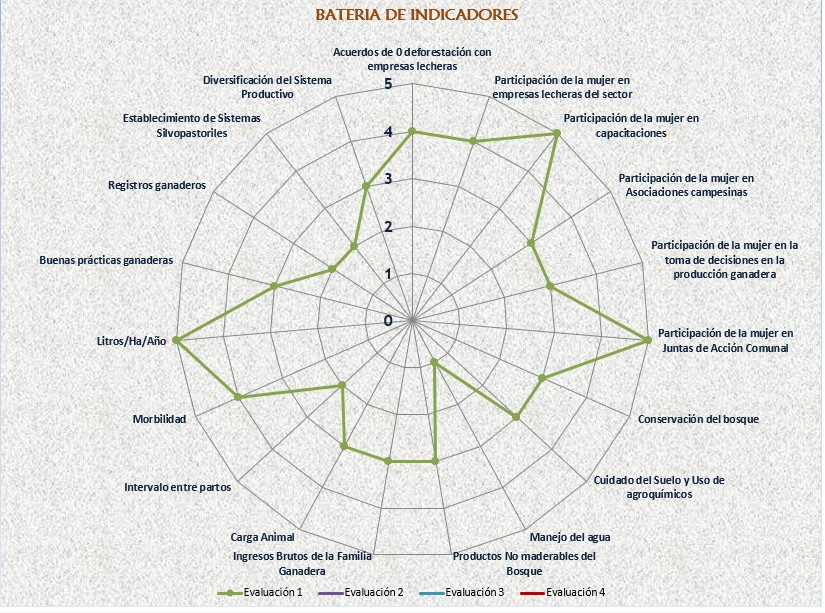 BATERIA DE INDICADORES
Acuerdos de 0 deforestación con
empresas lecheras
Participación de la mujer en
empresas lecheras del sector
Participación de la mujer en
capacitaciones
Participación de la mujer en
Asociaciones campesinas
Participación de la mujer en la
toma de decisiones en la
producción ganadera
Participación de la mujer en
Juntas de Acción Comunal
Conservación del bosque
Cuidado del Suelo y Uso de
agroquímicos
Manejo del agua
Productos No maderables del
Bosque
Ingresos Brutos de la Familia
Ganadera
Carga Animal
Intervalo entre partos
Morbilidad
Litros/Ha/Año
Buenas prácticas ganaderas
Registros ganaderos
Establecimiento de Sistemas
Silvopastoriles
Diversificación del Sistema
Productivo
5
4
3
2
1
0
Evaluación 1 Evaluación 2 Evaluación 3 Evaluación 4